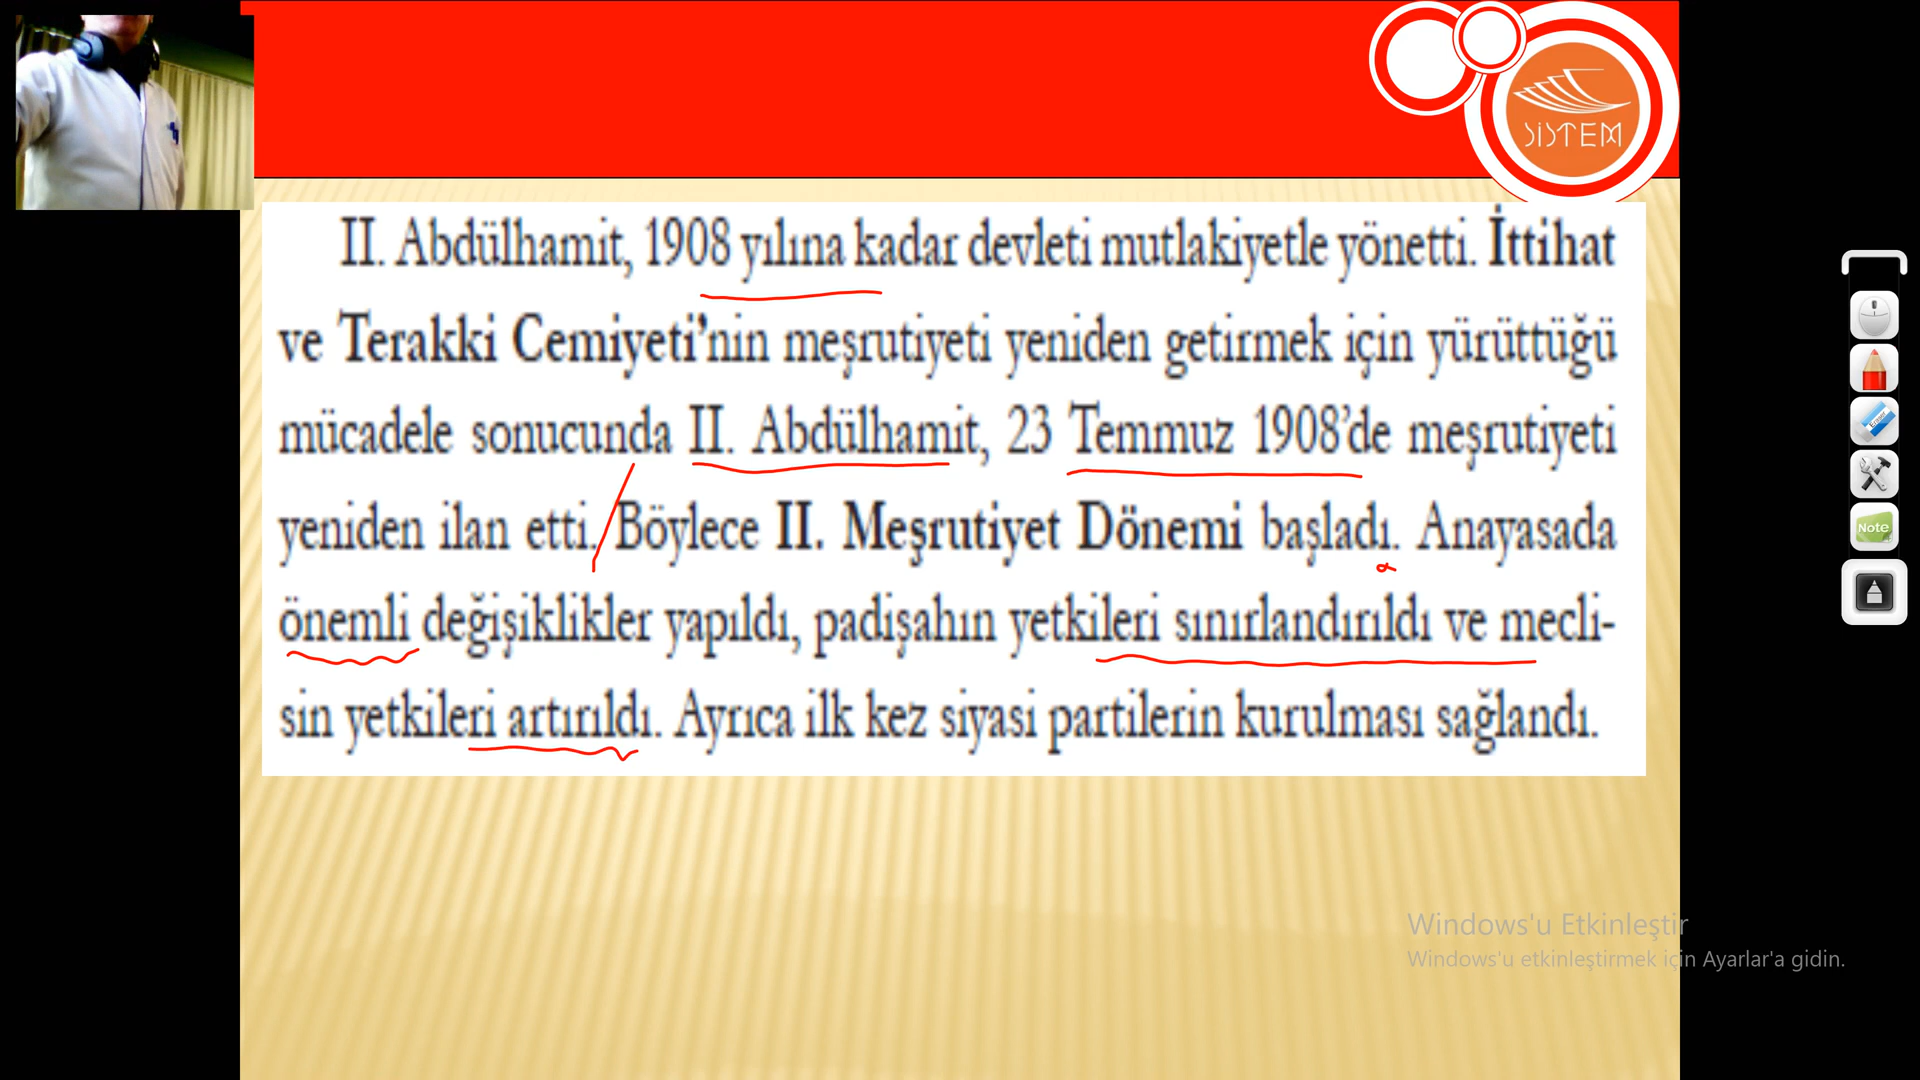 SİSTEM
II. Abdülhamit, 1908 yılına kadar devleti mutlakiyetle yönetti. İttihat
ve Terakki Cemiyeti’nin meşrutiyeti yeniden getirmek için yürüttüğü
mücadele sonucunda II. Abdülhamit, 23 Temmuz 1908’de meşrutiyeti
yeniden ilan etti. Böylece II. Meşrutiyet Dönemi başladı. Anayasada
önemli değişiklikler yapıldı, padişahın yetkileri sınırlandırıldı ve mecli-
sin yetkileri artırıldı. Ayrıca ilk kez siyasi partilerin kurulması sağlandı.
Note
Windows'u Etkinleştir
Windows'u etkinleştirmek için Ayarlar'a gidin.